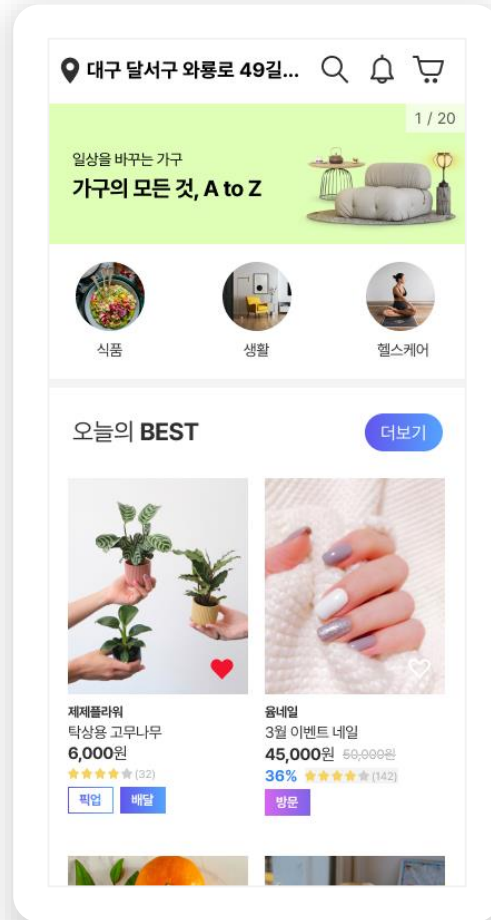 대구 달서구 와룡로 49길...
1 / 20
일상을 바꾸는 가구
가구의 모든 것, A to Z
식품
생활
헬스케어
오늘의 BEST
더보기
제제플라워
탁상용 고무나무
6,000원
(32)
픽업
배달
융네일
3월 이벤트 네일
45,000원 50,000원
36%
(142)
방문